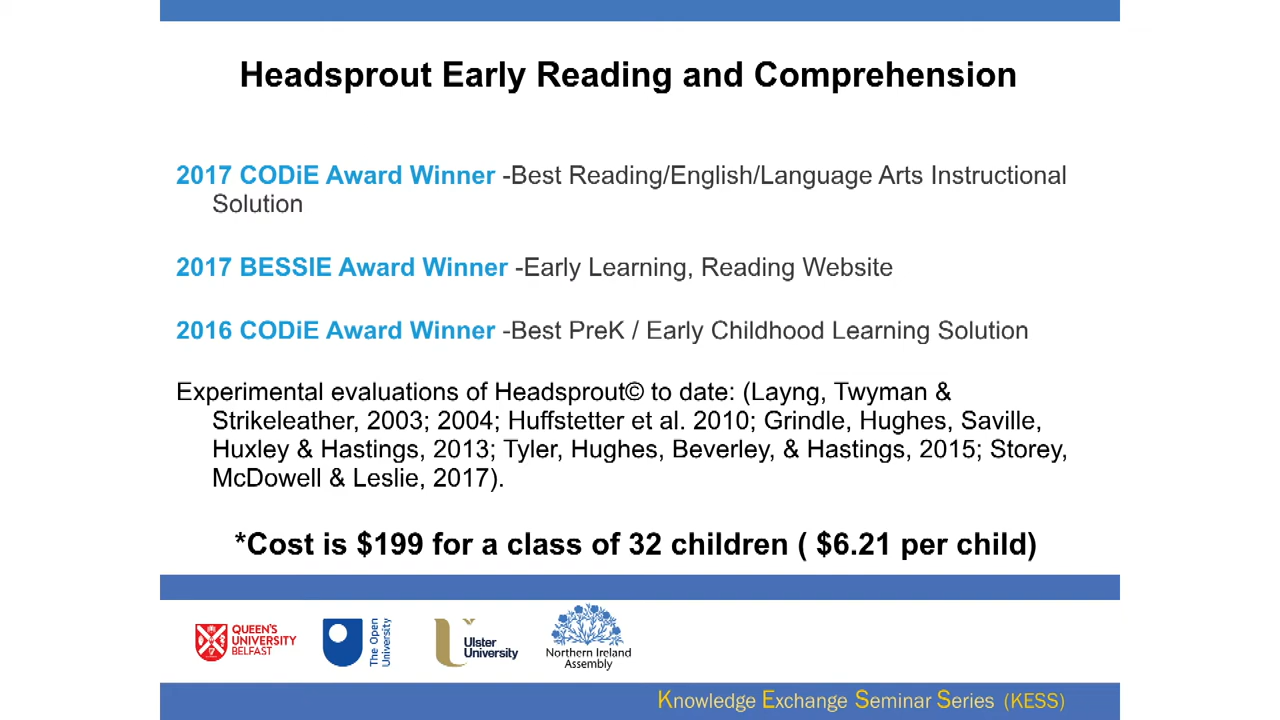 Headsprout Early Reading and Comprehension
2017 CODiE Award Winner -Best Reading/English/Language Arts Instructional
Solution
2017 BESSIE Award Winner -Early Learning, Reading Website
2016 CODiE Award Winner -Best PreK / Early Childhood Learning Solution
Experimental evaluations of Headsprout© to date: (Layng, Twyman &
Strikeleather, 2003; 2004; Huffstetter et al. 2010; Grindle, Hughes, Saville,
Huxley & Hastings, 2013; Tyler, Hughes, Beverley, & Hastings, 2015; Storey,
McDowell & Leslie, 2017).
*Cost is $199 for a class of 32 children ( $6.21 per child)
QUEEN'S
UNIVERSITY
BELFAST
The Open
University
Ulster
University
Northern Ireland
Assembly
Knowledge Exchange Seminar Series (KESS)